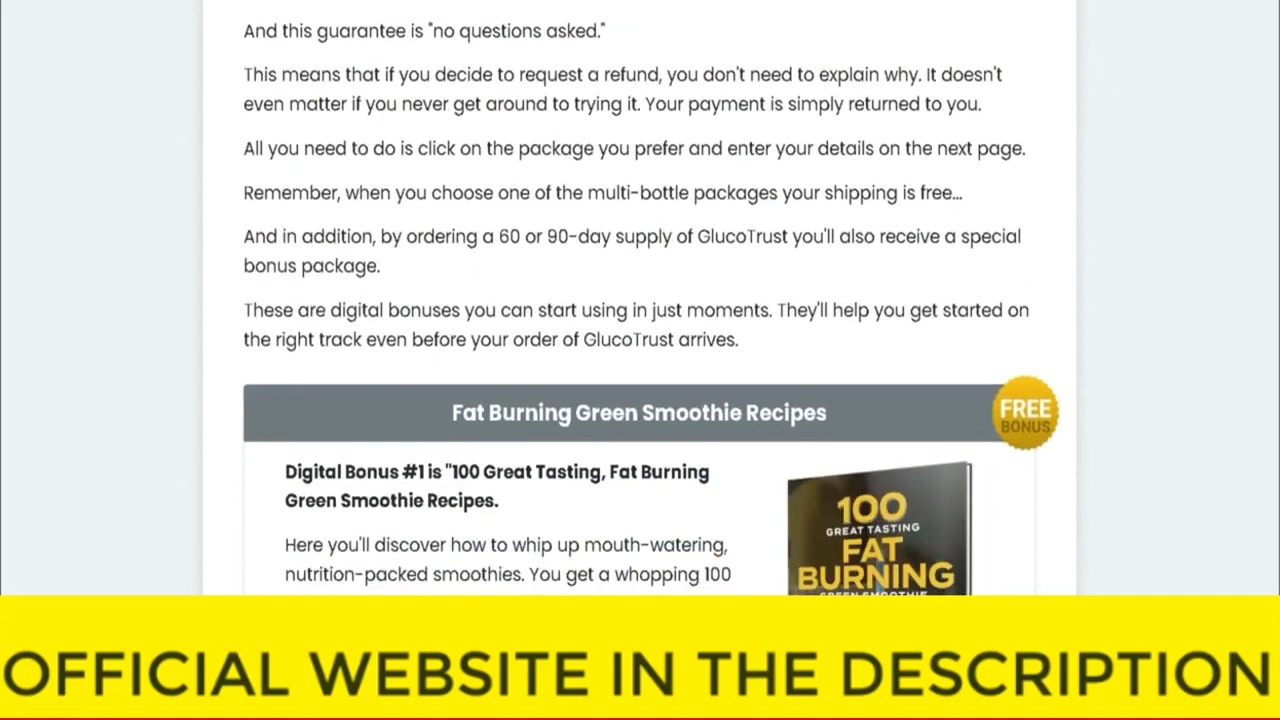 And this guarantee is "no questions asked."
This means that if you decide to request a refund, you don't need to explain why. It doesn't
even matter if you never get around to trying it. Your payment is simply returned to you.
All you need to do is click on the package you prefer and enter your details on the next page.
Remember, when you choose one of the multi-bottle packages your shipping is free...
And in addition, by ordering a 60 or 90-day supply of GlucoTrust you'll also receive a special
bonus package.
These are digital bonuses you can start using in just moments. They'll help you get started on
the right track even before your order of GlucoTrust arrives.
Fat Burning Green Smoothie Recipes
FREE
BONUS
Digital Bonus #1 is "100 Great Tasting, Fat Burning
Green Smoothie Recipes.
Here you'll discover how to whip up mouth-watering,
nutrition-packed smoothies. You get a whopping 100
100
GREAT TASTING
FAT
BURNING
GREEN SMOOTHIE
OFFICIAL WEBSITE IN THE DESCRIPTION